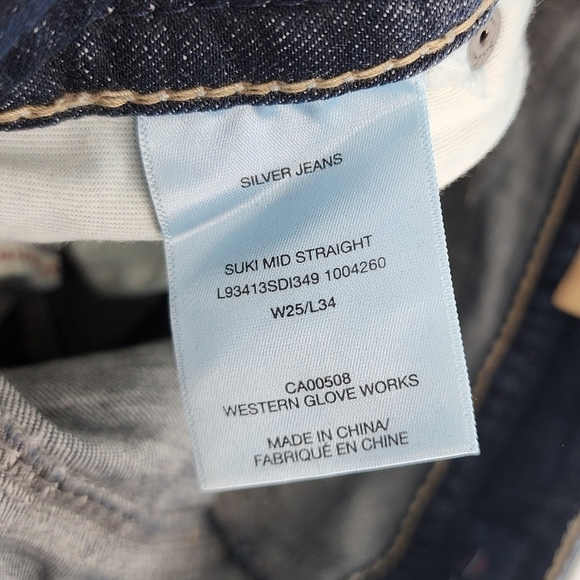 SILVER JEANS
SUKI MID STRAIGHT
L93413SDI349 1004260
W25/L34
CA00508
WESTERN GLOVE WORKS
MADE IN CHINA/
FABRIQUÉ EN CHINE